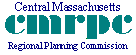 Central Massachusetts
cmrpc
Regional Planning Commission